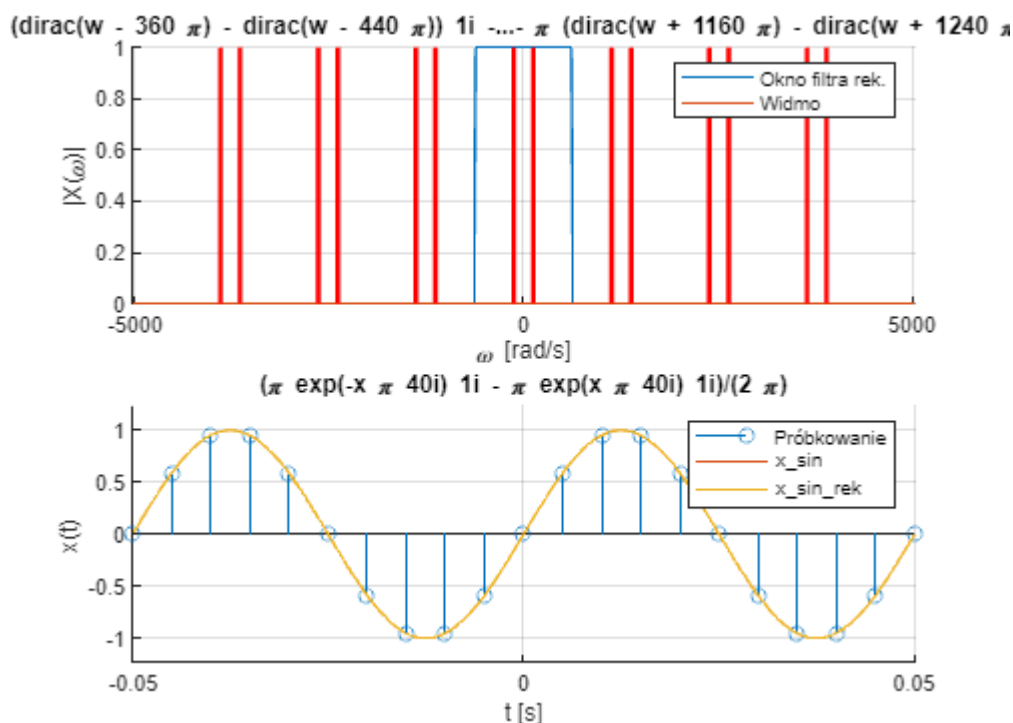 (dirac(w - 360 π) - dirac(w - 440 π)) 1i -...- π (dirac(w + 1160 π) - dirac(w + 1240 π
1
0.8
0.6
0.4
0.2
0
|X(ω)|
Okno filtra rek.
Widmo
-5000 0 5000
ω [rad/s]
(π exp(-x π 40i) 1i - π exp(x π 40i) 1i)/(2 π)
1
0.5
0
-0.5
-1
x(t)
Próbkowanie
x_sin
x_sin_rek
-0.05 0 0.05
t [s]